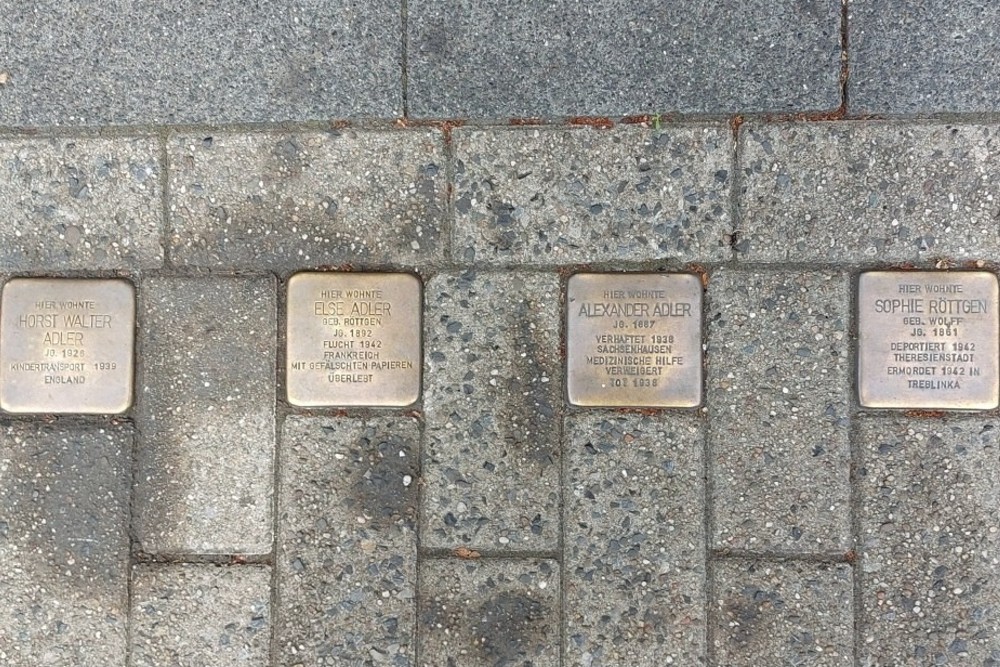 HIER WOHNTE
HORST WALTER
ADLER
JG. 1926
KINDERTRANSPORT 1939
ENGLAND
HIER WOHNTE
ELSE ADLER
GEB. RÖTTGEN
JG. 1892
FLUCHT 1942
FRANKREICH
MIT GEFÄLSCHTEN PAPIEREN
ÜBERLEBT
HIER WOHNTE
ALEXANDER ADLER
JG. 1887
VERHAFTET 1938
SACHSENHAUSEN
MEDIZINISCHE HILFE
VERWEIGERT
TOT 1938
HIER WOHNTE
SOPHIE RÖTTGEN
GEB. WOLFF
JG. 1861
DEPORTIERT 1942
THERESIENSTADT
ERMORDET 1942 IN
TREBLINKA